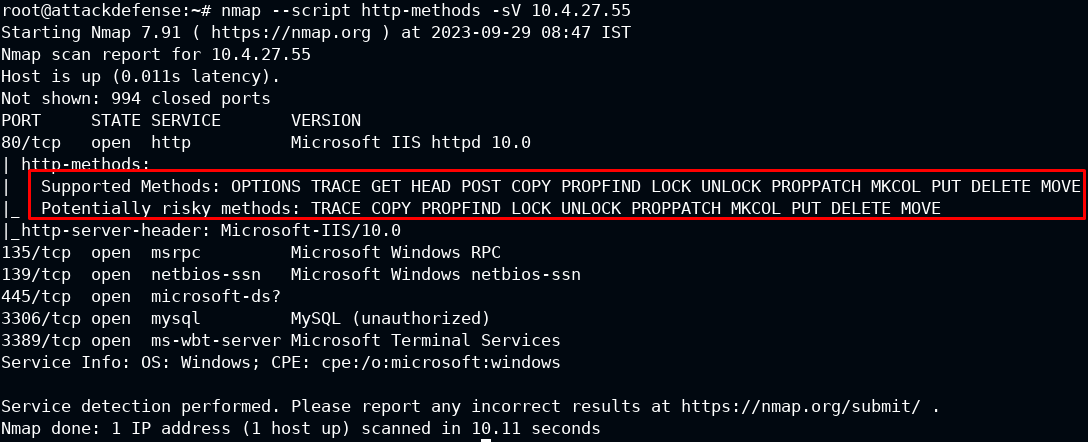 root@attackdefense:~# nmap --script http-methods -sV 10.4.27.55
Starting Nmap 7.91 ( https://nmap.org ) at 2023-09-29 08:47 IST
Nmap scan report for 10.4.27.55
Host is up (0.011s latency).
Not shown: 994 closed ports
PORT     STATE SERVICE       VERSION
80/tcp   open  http          Microsoft IIS httpd 10.0
| http-methods:
|   Supported Methods: OPTIONS TRACE GET HEAD POST COPY PROPFIND LOCK UNLOCK PROPPATCH MKCOL PUT DELETE MOVE
|_  Potentially risky methods: TRACE COPY PROPFIND LOCK UNLOCK PROPPATCH MKCOL PUT DELETE MOVE
|_http-server-header: Microsoft-IIS/10.0
135/tcp  open  msrpc         Microsoft Windows RPC
139/tcp  open  netbios-ssn   Microsoft Windows netbios-ssn
445/tcp  open  microsoft-ds?
3306/tcp open  mysql         MySQL (unauthorized)
3389/tcp open  ms-wbt-server Microsoft Terminal Services
Service Info: OS: Windows; CPE: cpe:/o:microsoft:windows

Service detection performed. Please report any incorrect results at https://nmap.org/submit/ .
Nmap done: 1 IP address (1 host up) scanned in 10.11 seconds